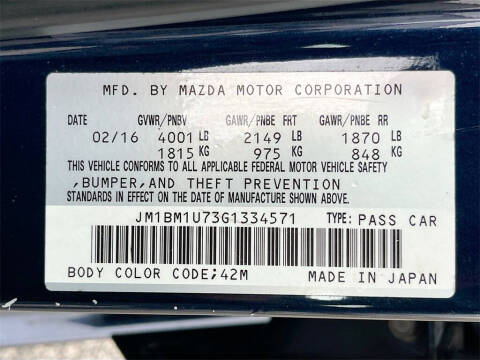 MFD. BY MAZDA MOTOR CORPORATION
DATE GVWR/PNBV GAWR/PNBE FRT GAWR/PNBE RR
02/16 4001 LB 2149 LB 1870 LB
1815 KG 975 KG 848 KG
THIS VEHICLE CONFORMS TO ALL APPLICABLE FEDERAL MOTOR VEHICLE SAFETY
,BUMPER,AND THEFT PREVENTION
STANDARDS IN EFFECT ON THE DATE OF MANUFACTURE SHOWN ABOVE.
JM1BM1U73G1334571 TYPE: PASS CAR
BODY COLOR CODE;42M MADE IN JAPAN